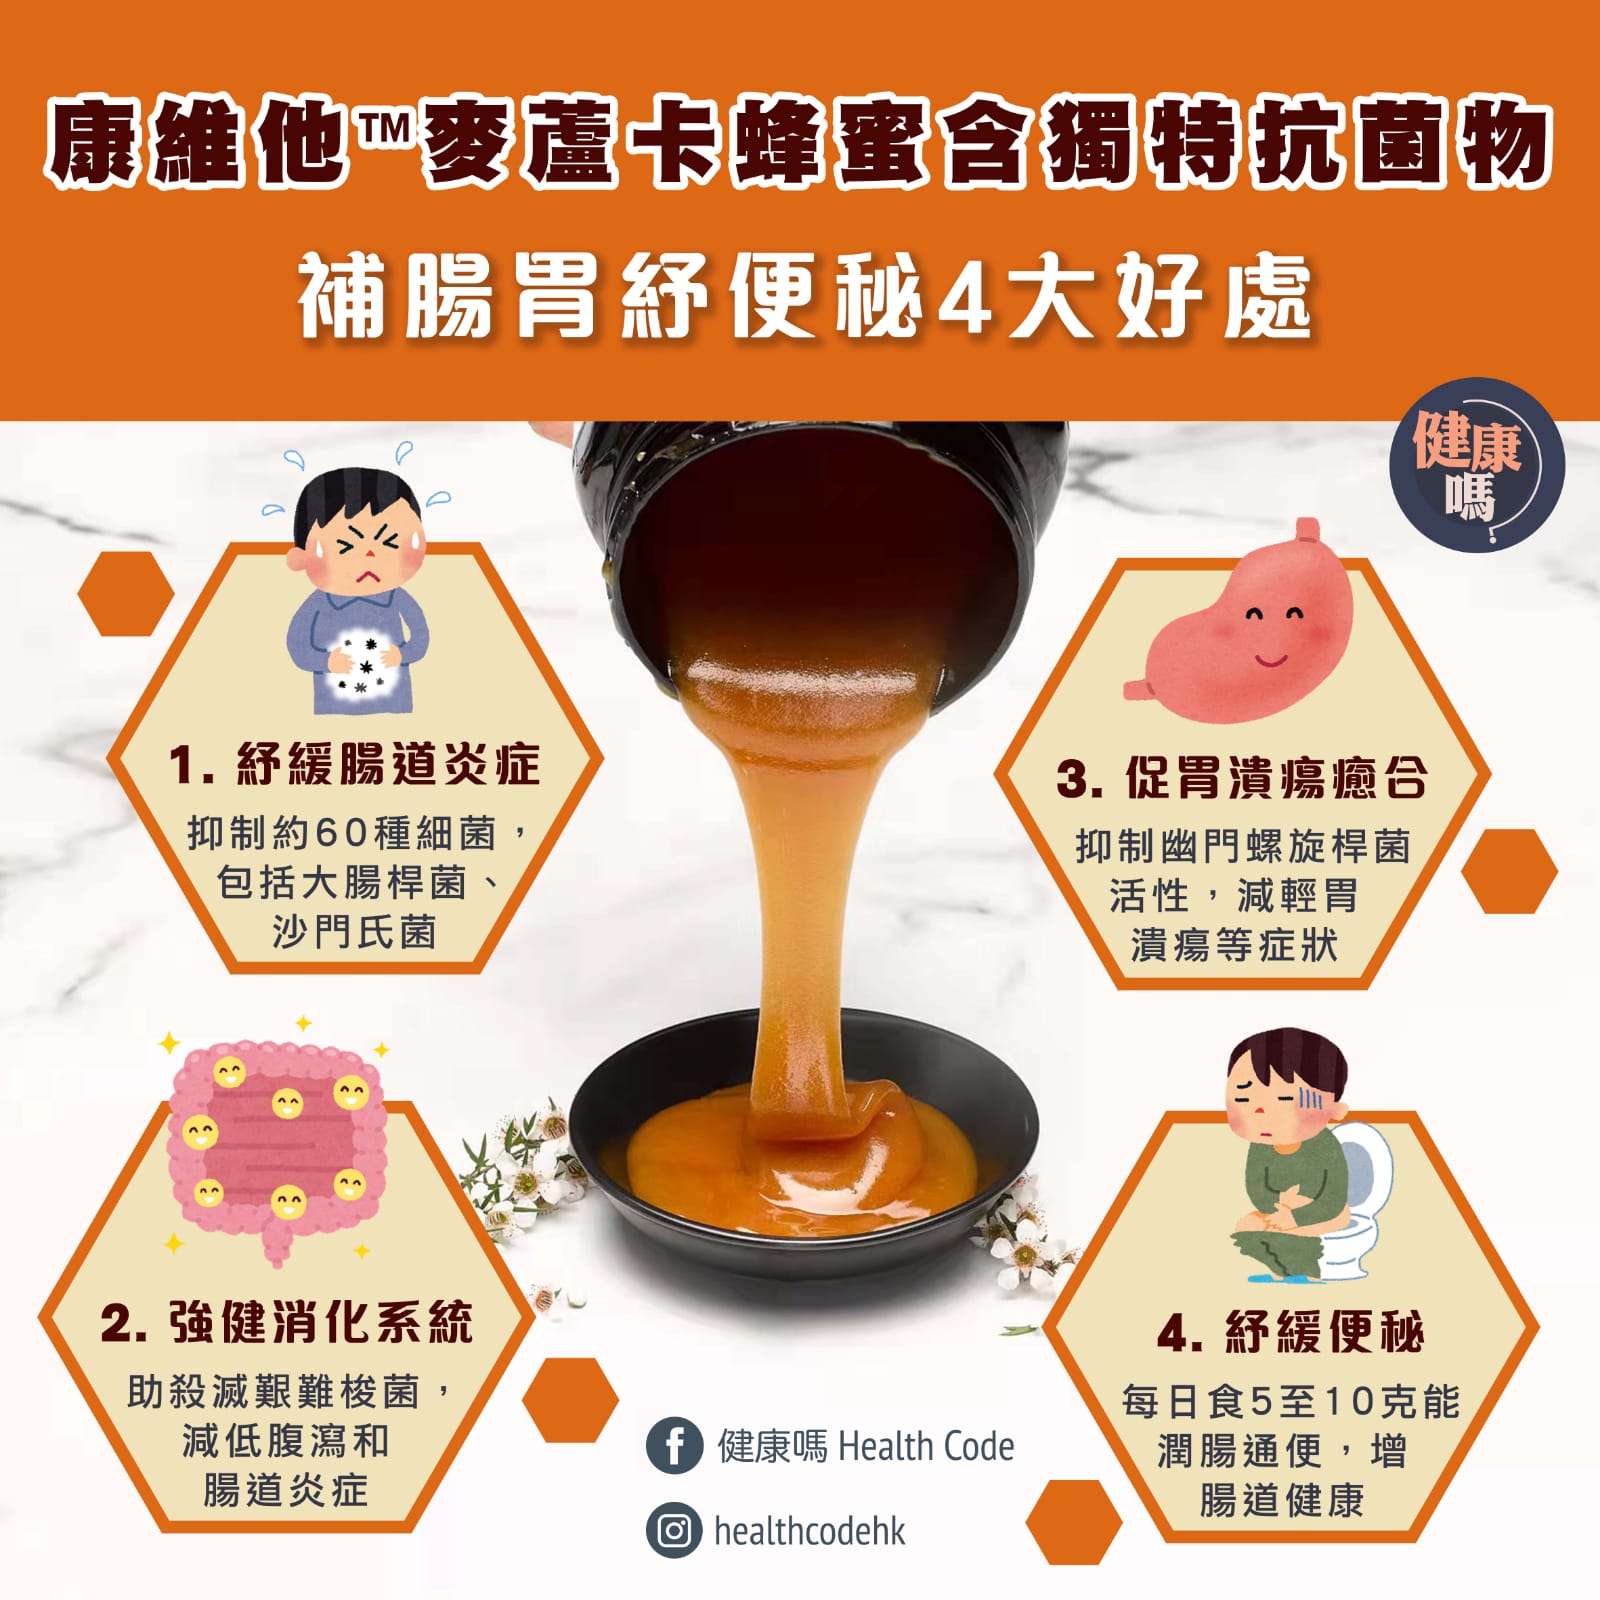 康維他™麥蘆卡蜂蜜含獨特抗菌物
補腸胃紓便秘4大好處
健康
嗎?
1. 紓緩腸道炎症
抑制約60種細菌，
包括大腸桿菌、
沙門氏菌
3. 促胃潰瘍癒合
抑制幽門螺旋桿菌
活性，減輕胃
潰瘍等症狀
2. 強健消化系統
助殺滅艱難梭菌，
減低腹瀉和
腸道炎症
4. 紓緩便秘
每日食5至10克能
潤腸通便，增
腸道健康
健康嗎 Health Code
healthcodehk